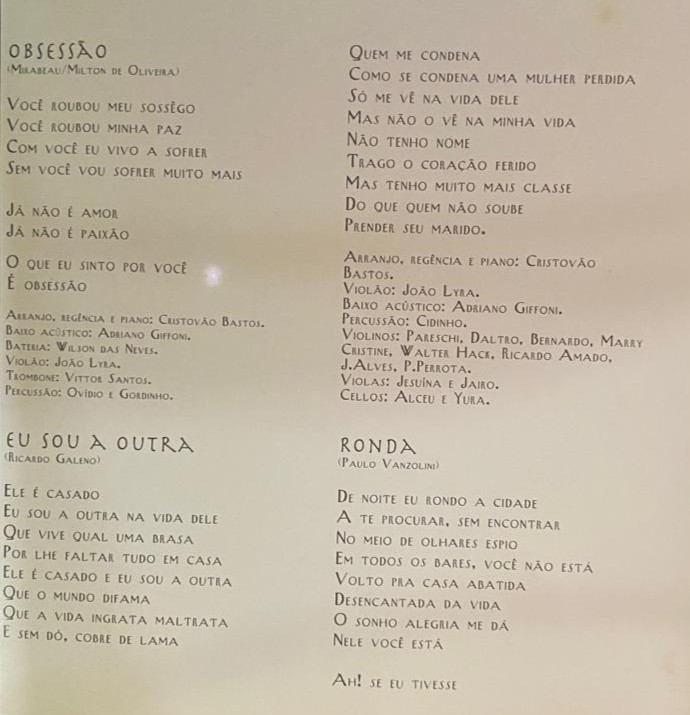 OBSESSÃO
(MIRABEAU/MILTON DE OLIVEIRA)
VOCÊ ROUBOU MEU SOSSÊGO
VOCÊ ROUBOU MINHA PAZ
COM VOCÊ EU VIVO A SOFRER
SEM VOCÊ VOU SOFRER MUITO MAIS
JÁ NÃO É AMOR
JÁ NÃO É PAIXÃO
O QUE EU SINTO POR VOCÊ
É OBSESSÃO
ARRANJO, REGÊNCIA E PIANO: CRISTOVÃO BASTOS.
BAIXO ACÚSTICO: ADRIANO GIFFONI.
BATERIA: WILSON DAS NEVES.
VIOLÃO: JOÃO LYRA.
TROMBONE: VITTOR SANTOS.
PERCUSSÃO: OVÍDIO E GORDINHO.
EU SOU A OUTRA
(RICARDO GALENO)
ELE É CASADO
EU SOU A OUTRA NA VIDA DELE
QUE VIVE QUAL UMA BRASA
POR LHE FALTAR TUDO EM CASA
ELE É CASADO E EU SOU A OUTRA
QUE O MUNDO DIFAMA
QUE A VIDA INGRATA MALTRATA
E SEM DÓ, COBRE DE LAMA
QUEM ME CONDENA
COMO SE CONDENA UMA MULHER PERDIDA
SÓ ME VÊ NA VIDA DELE
MAS NÃO O VÊ NA MINHA VIDA
NÃO TENHO NOME
TRAGO O CORAÇÃO FERIDO
MAS TENHO MUITO MAIS CLASSE
DO QUE QUEM NÃO SOUBE
PRENDER SEU MARIDO.
ARRANJO, REGÊNCIA E PIANO: CRISTOVÃO
BASTOS.
VIOLÃO: JOÃO LYRA.
BAIXO ACÚSTICO: ADRIANO GIFFONI.
PERCUSSÃO: CIDINHO.
VIOLINOS: PARESCHI, DALTRO, BERNARDO, MARRY
CRISTINE, WALTER HACK, RICARDO AMADO,
J.ALVES, P.PERROTA.
VIOLAS: JESUÍNA E JAIRO.
CELLOS: ALCEU E YURA.
RONDA
(PAULO VANZOLINI)
DE NOITE EU RONDO A CIDADE
A TE PROCURAR, SEM ENCONTRAR
NO MEIO DE OLHARES ESPIO
EM TODOS OS BARES, VOCÊ NÃO ESTÁ
VOLTO PRA CASA ABATIDA
DESENCANTADA DA VIDA
O SONHO ALEGRIA ME DÁ
NELE VOCÊ ESTÁ
AH! SE EU TIVESSE